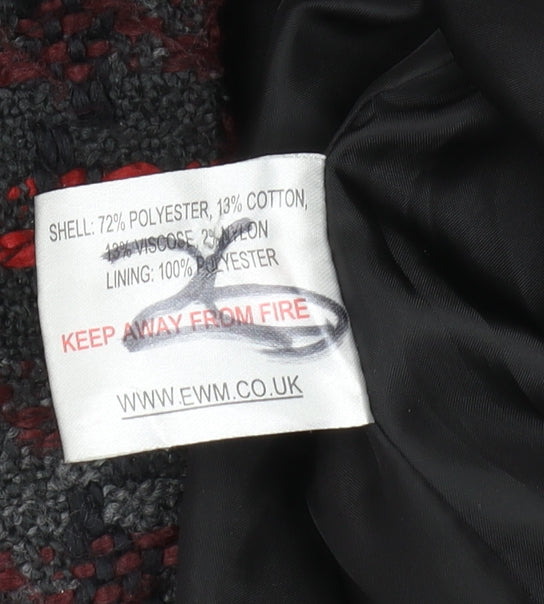 SHELL: 72% POLYESTER, 13% COTTON,
13% VISCOSE, 2% NYLON
LINING: 100% POLYESTER
KEEP AWAY FROM FIRE
WWW.EWM.CO.UK